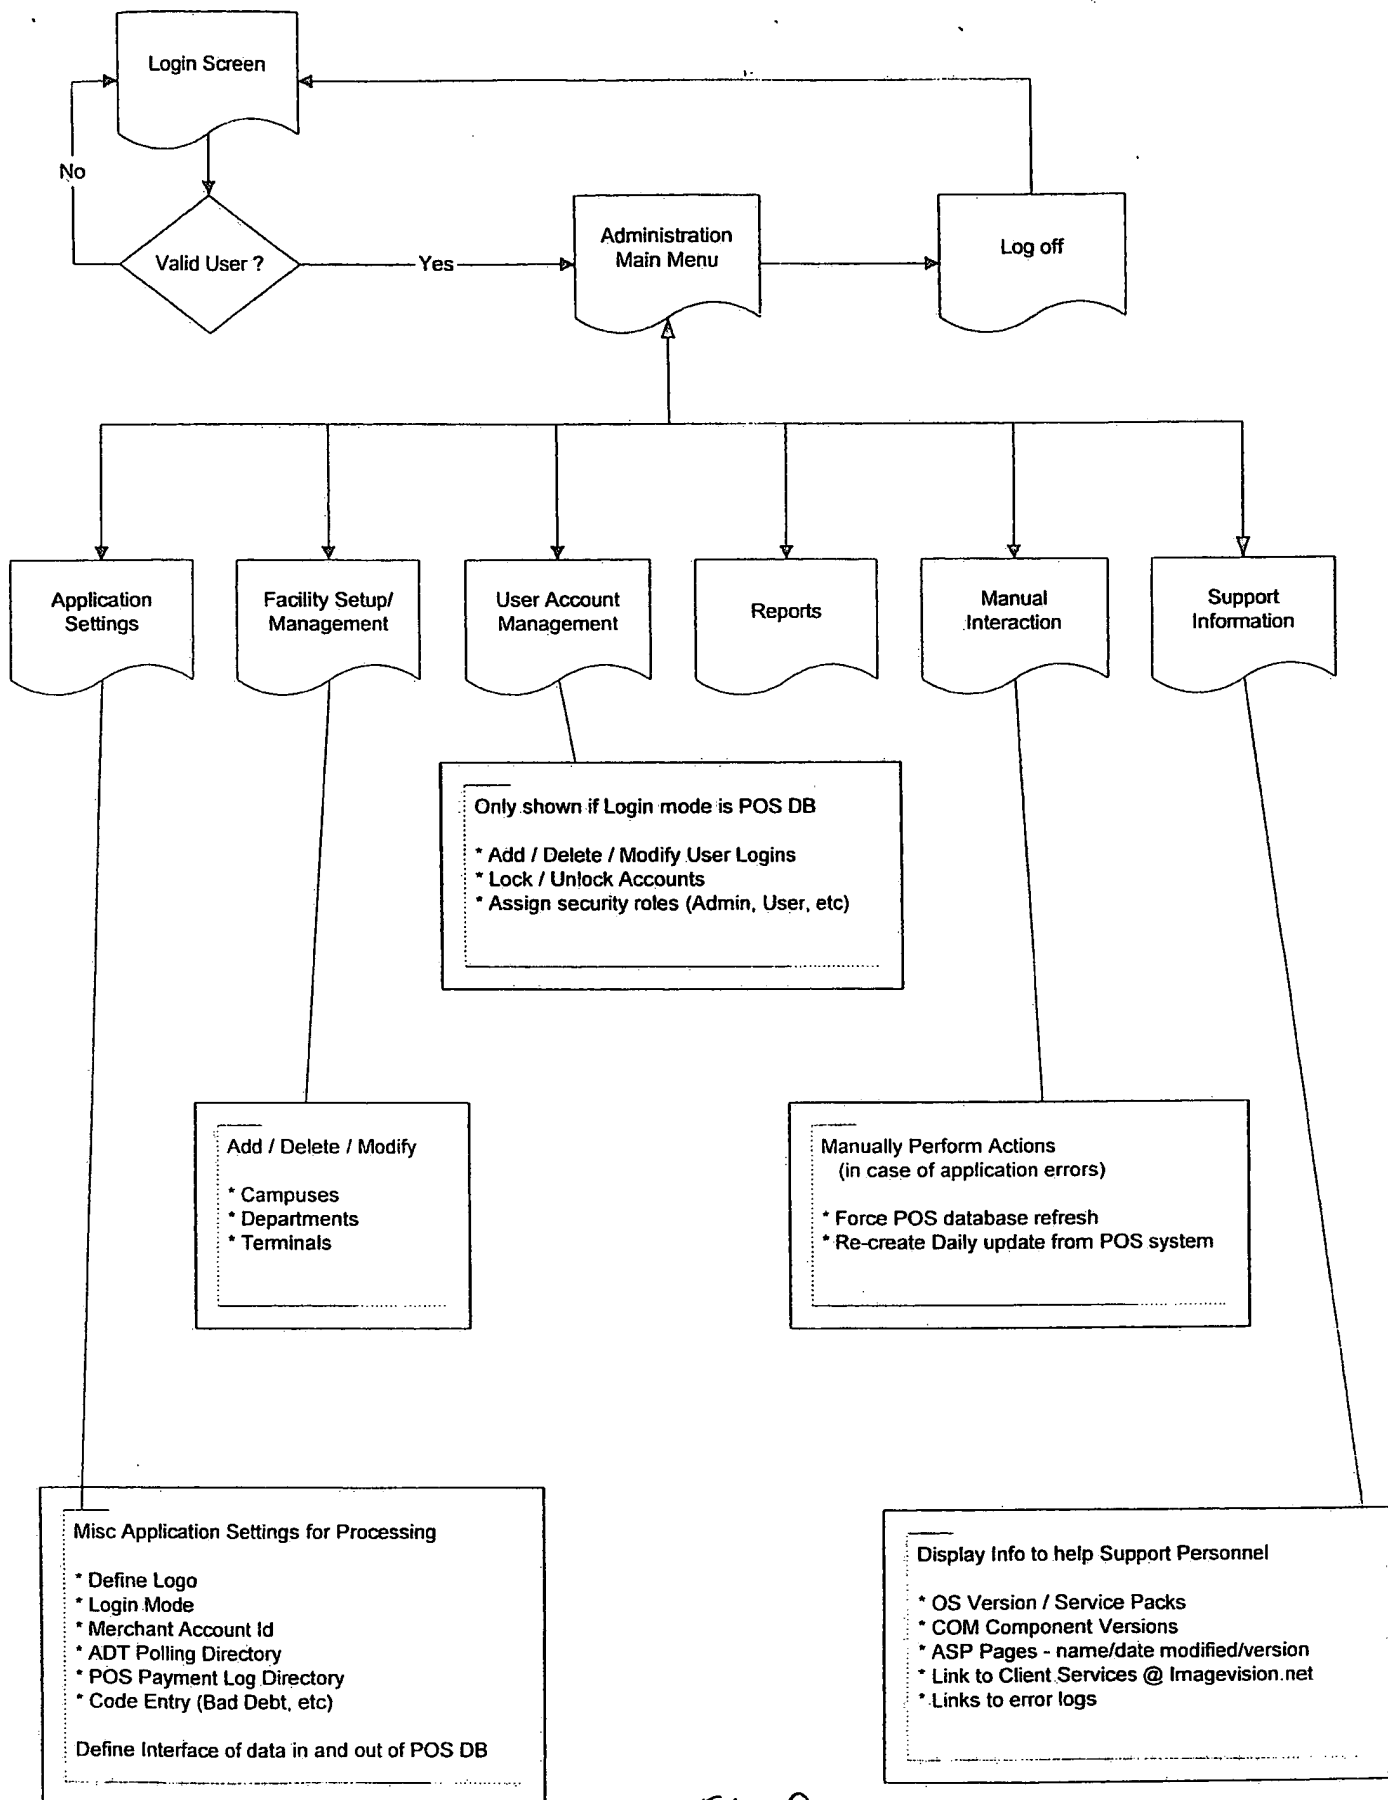 Login Screen
No
Valid User ?
Yes
Administration
Main Menu
Log off
Application
Settings
Facility Setup/
Management
User Account
Management
Reports
Manual
Interaction
Support
Information
Only shown if Login mode is POS DB
* Add / Delete / Modify User Logins
* Lock / Unlock Accounts
* Assign security roles (Admin, User, etc)
Add / Delete / Modify
* Campuses
* Departments
* Terminals
Manually Perform Actions
(in case of application errors)
* Force POS database refresh
* Re-create Daily update from POS system
Misc Application Settings for Processing
* Define Logo
* Login Mode
* Merchant Account Id
* ADT Polling Directory
* POS Payment Log Directory
* Code Entry (Bad Debt, etc)
Define Interface of data in and out of POS DB
Display Info to help Support Personnel
* OS Version / Service Packs
* COM Component Versions
* ASP Pages - name/date modified/version
* Link to Client Services @ Imagevision.net
* Links to error logs